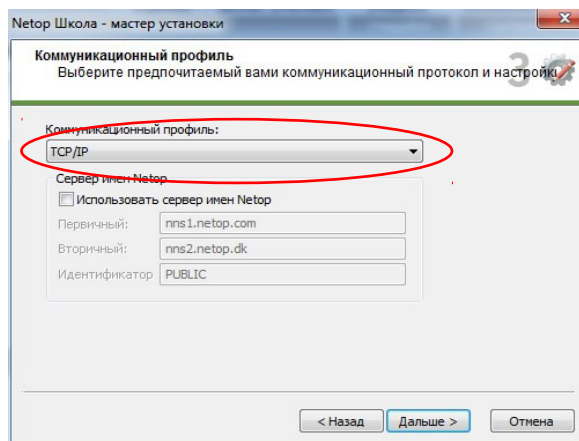 Netop Школа - мастер установки
Коммуникационный профиль
Выберите предпочитаемый вами коммуникационный протокол и настройки
3
Коммуникационный профиль:
TCP/IP
Сервер имен Netop
Использовать сервер имен Netop
Первичный: nns1.netop.com
Вторичный: nns2.netop.dk
Идентификатор PUBLIC
< Назад Дальше > Отмена